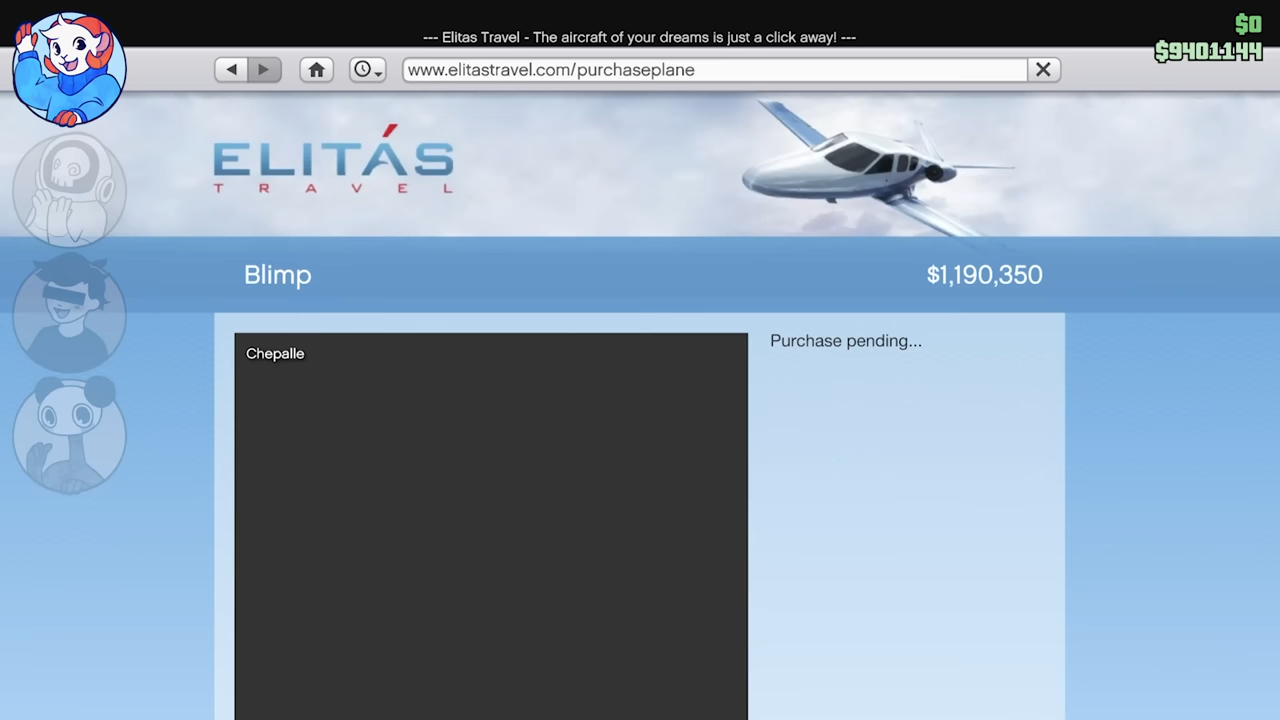 $0
--- Elitas Travel - The aircraft of your dreams is just a click away! ---
$9401144
www.elitastravel.com/purchaseplane
ELITÁS
TRAVEL
Blimp
$1,190,350
Chepalle
Purchase pending...